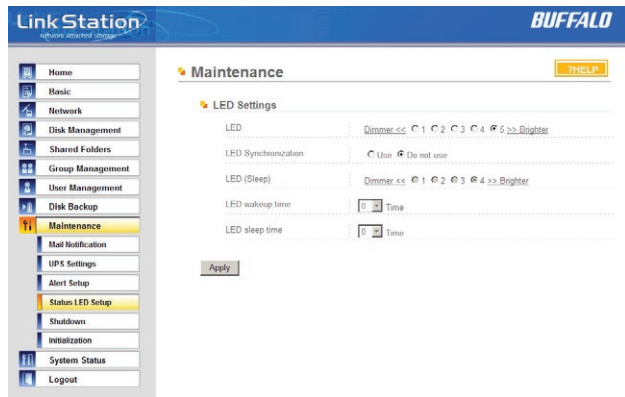 LinkStation
Network attached storage
BUFFALO
Home
Basic
Network
Disk Management
Shared Folders
Group Management
User Management
Disk Backup
Maintenance
Mail Notification
UPS Settings
Alert Setup
Status LED Setup
Shutdown
Initialization
System Status
Logout
Maintenance
?HELP
LED Settings
LED Dimmer << 1 2 3 4 5 >> Brighter
LED Synchronization Use Do not use
LED (Sleep) Dimmer << 1 2 3 4 >> Brighter
LED wakeup time 0 Time
LED sleep time 0 Time
Apply